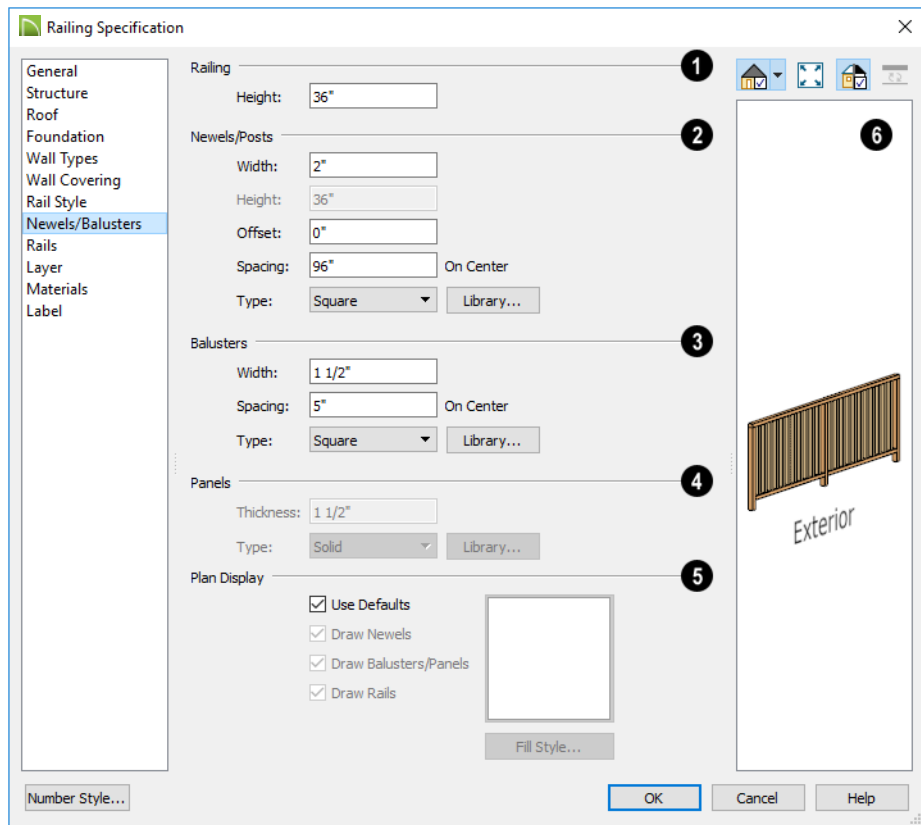 Railing Specification
General
Structure
Roof
Foundation
Wall Types
Wall Covering
Rail Style
Newels/Balusters
Rails
Layer
Materials
Label
Railing 1
Height: 36"
Newels/Posts 2
Width: 2"
Height: 36"
Offset: 0"
Spacing: 96" On Center
Type: Square Library...
Balusters 3
Width: 1 1/2"
Spacing: 5" On Center
Type: Square Library...
Panels 4
Thickness: 1 1/2"
Type: Solid Library...
Plan Display 5
Use Defaults
Draw Newels
Draw Balusters/Panels
Draw Rails
Fill Style...
6
Exterior
Number Style...
OK Cancel Help